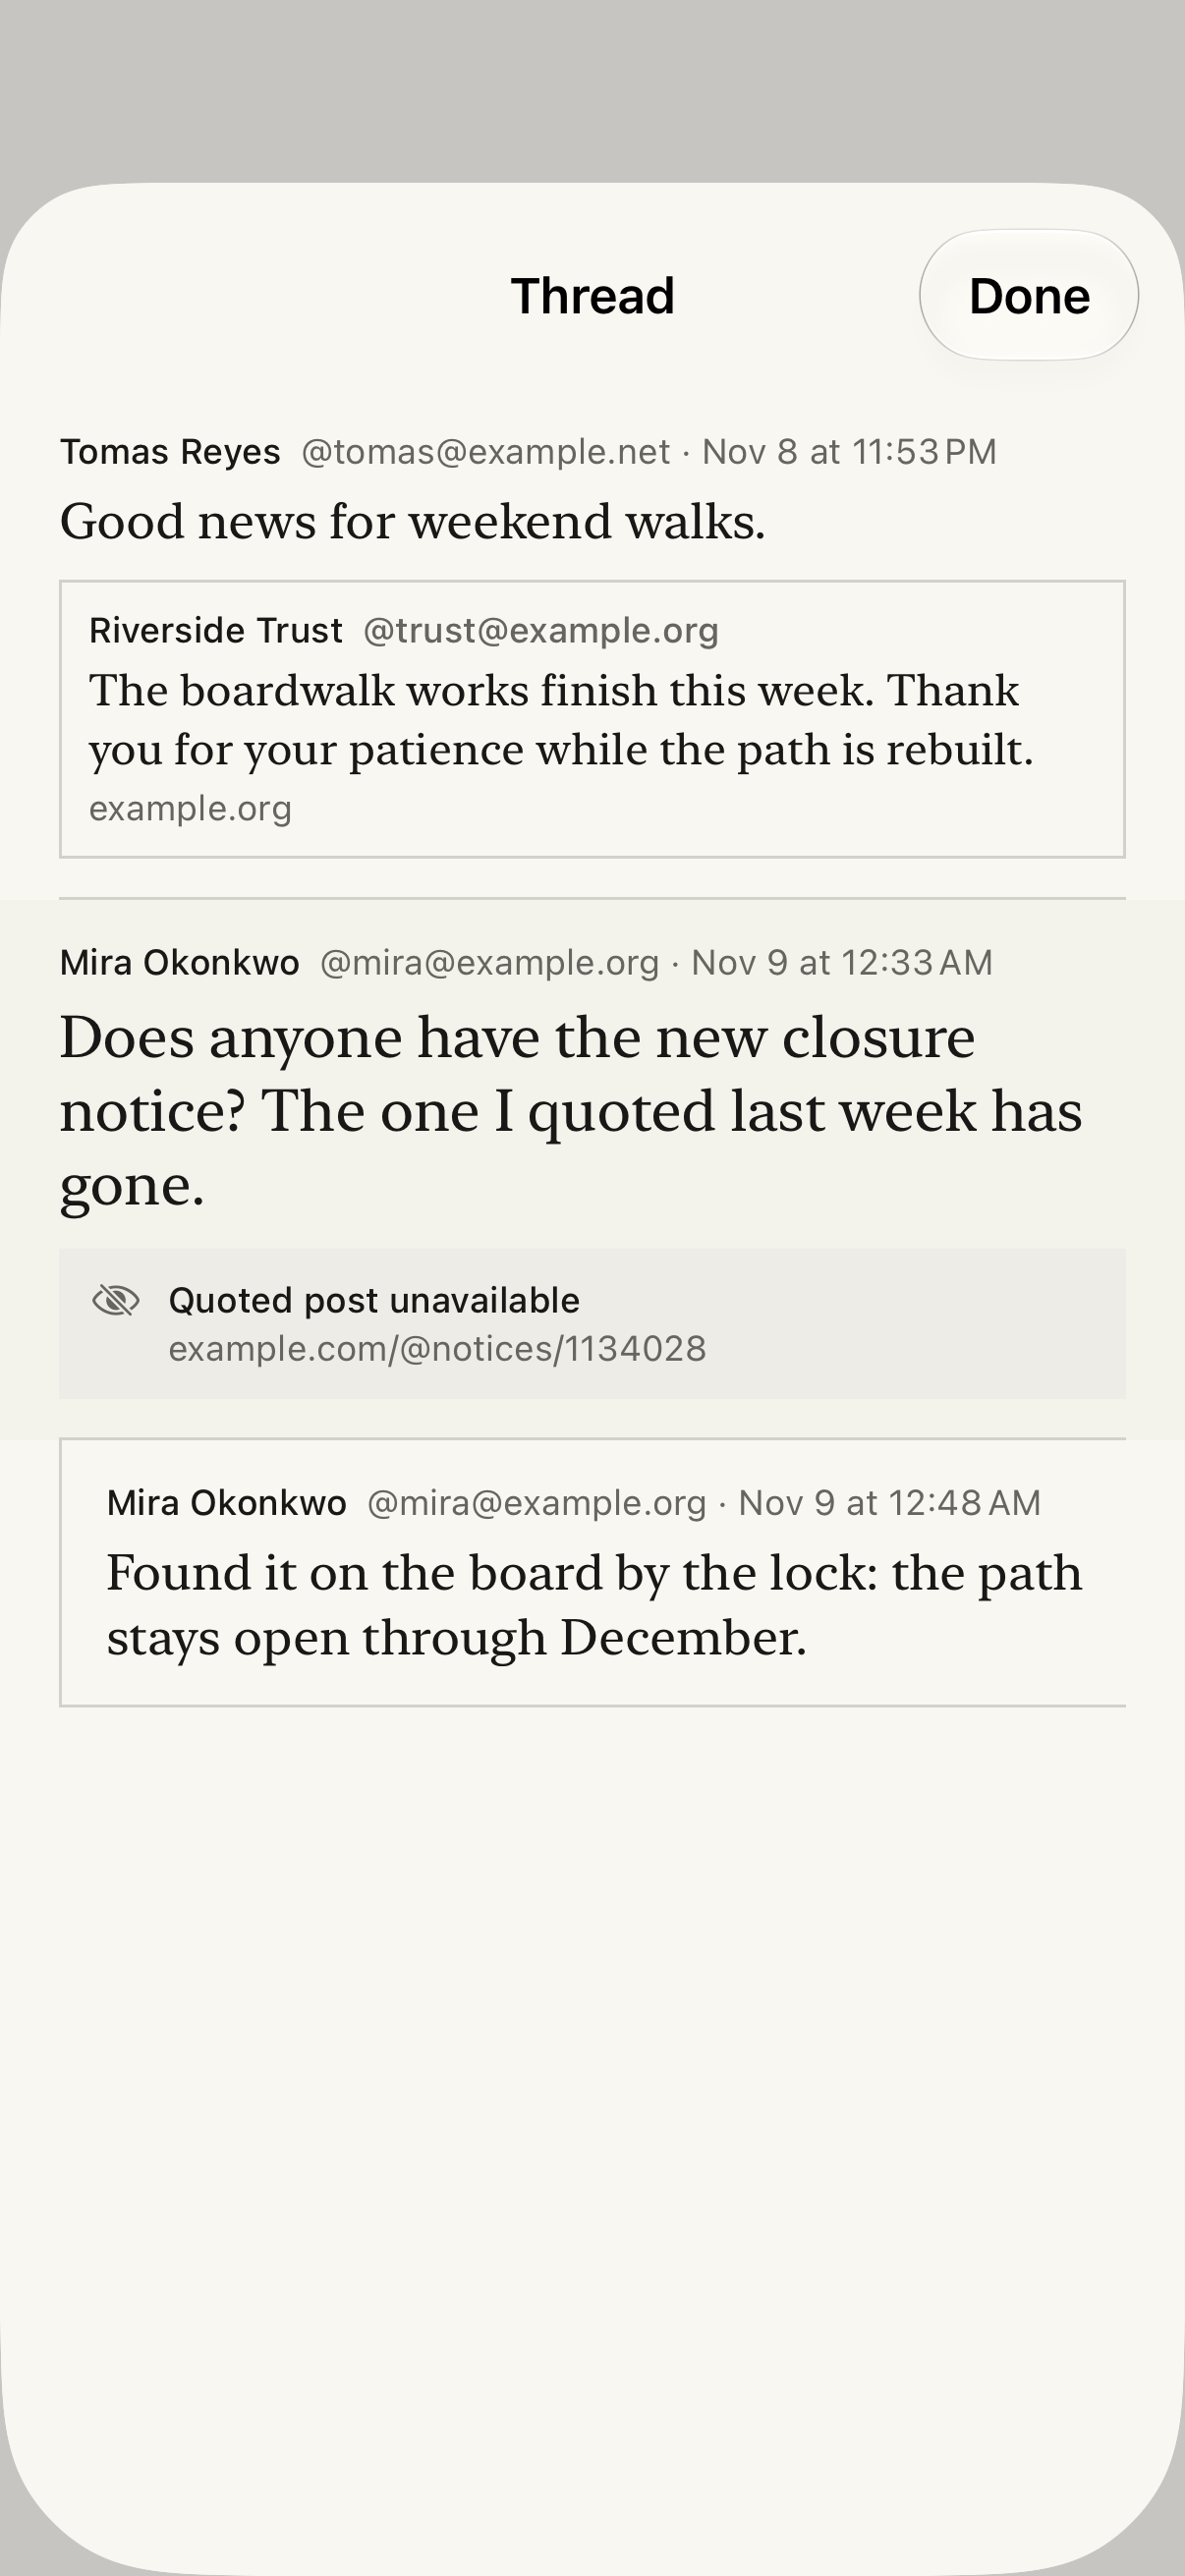 Thread
Done
Tomas Reyes @tomas@example.net · Nov 8 at 11:53 PM
Good news for weekend walks.
Riverside Trust @trust@example.org
The boardwalk works finish this week. Thank
you for your patience while the path is rebuilt.
example.org
Mira Okonkwo @mira@example.org · Nov 9 at 12:33 AM
Does anyone have the new closure
notice? The one I quoted last week has
gone.
Quoted post unavailable
example.com/@notices/1134028
Mira Okonkwo @mira@example.org · Nov 9 at 12:48 AM
Found it on the board by the lock: the path
stays open through December.